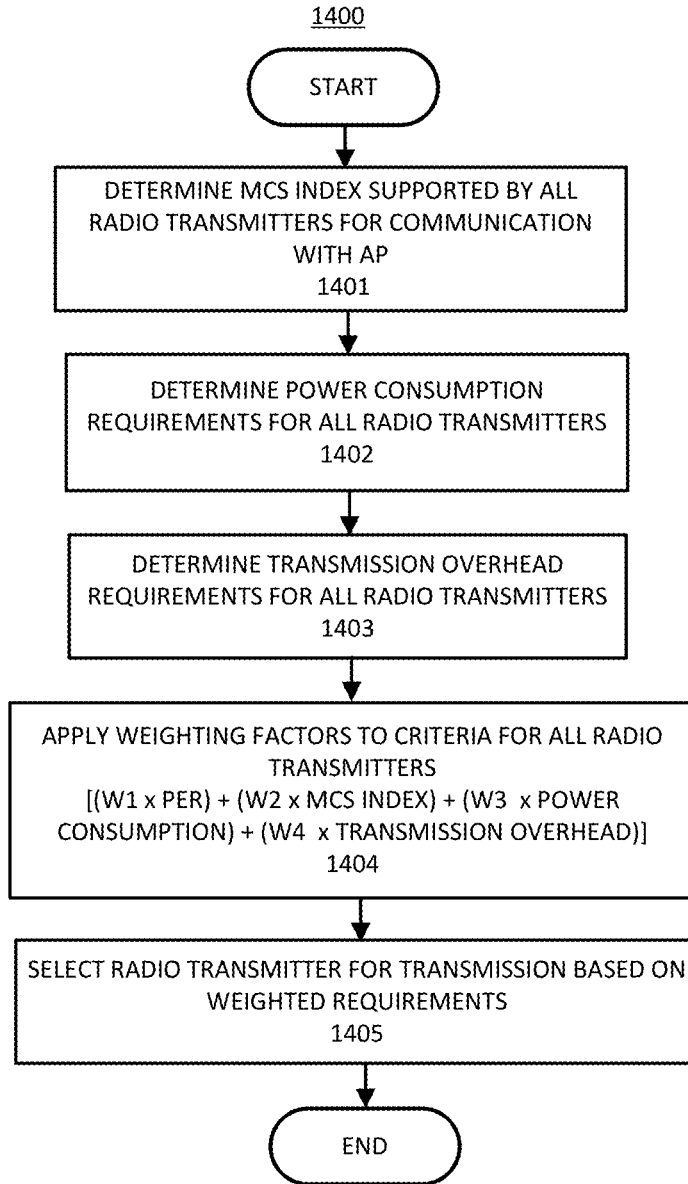 1400
START
DETERMINE MCS INDEX SUPPORTED BY ALL
RADIO TRANSMITTERS FOR COMMUNICATION
WITH AP
1401
DETERMINE POWER CONSUMPTION
REQUIREMENTS FOR ALL RADIO TRANSMITTERS
1402
DETERMINE TRANSMISSION OVERHEAD
REQUIREMENTS FOR ALL RADIO TRANSMITTERS
1403
APPLY WEIGHTING FACTORS TO CRITERIA FOR ALL RADIO
TRANSMITTERS
[(W1 x PER) + (W2 x MCS INDEX) + (W3 x POWER
CONSUMPTION) + (W4 x TRANSMISSION OVERHEAD)]
1404
SELECT RADIO TRANSMITTER FOR TRANSMISSION BASED ON
WEIGHTED REQUIREMENTS
1405
END